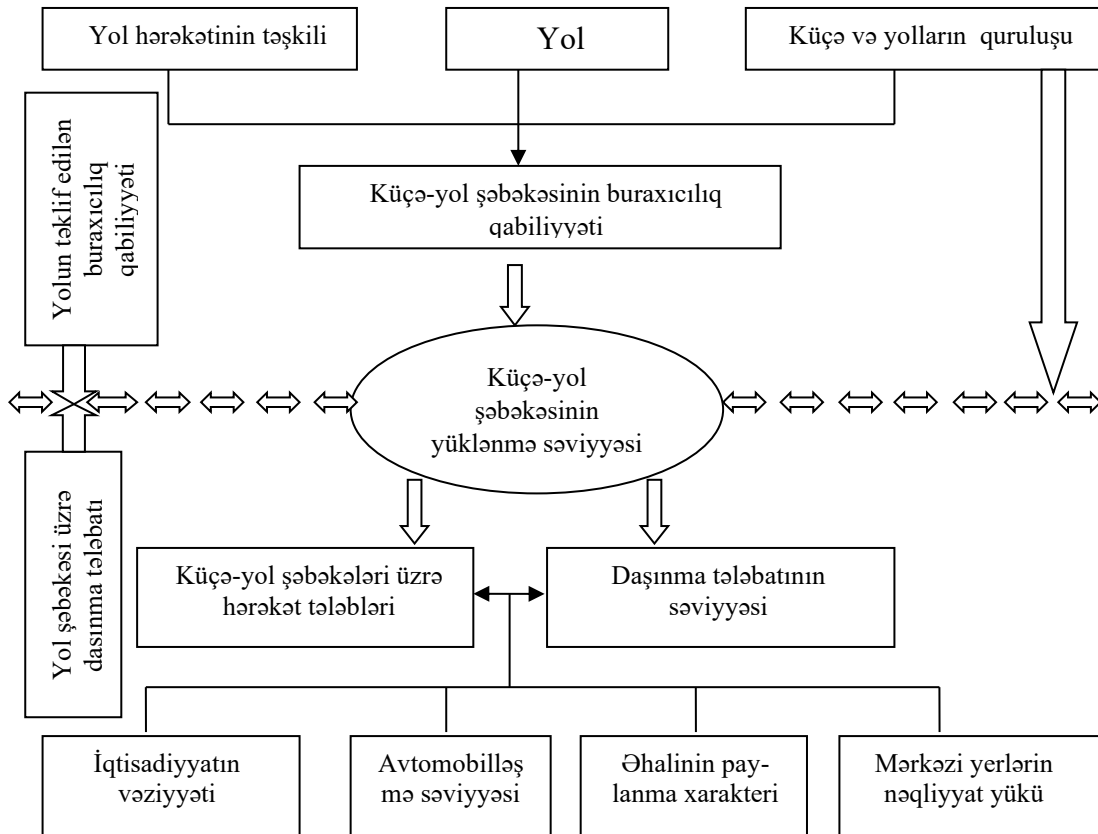 Yol hərəkətinin təşkili
Yol
Küçə və yolların quruluşu
Yolun təklif edilən
buraxıcılıq
qabiliyyəti
Küçə-yol şəbəkəsinin buraxıcılıq
qabiliyyəti
Küçə-yol
şəbəkəsinin
yüklənmə səviyyəsi
Yol şəbəkəsi üzrə
dasınma tələbatı
Küçə-yol şəbəkələri üzrə
hərəkət tələbləri
Daşınma tələbatının
səviyyəsi
İqtisadiyyatın
vəziyyəti
Avtomobilləş
mə səviyyəsi
Əhalinin pay-
lanma xarakteri
Mərkəzi yerlərin
nəqliyyat yükü